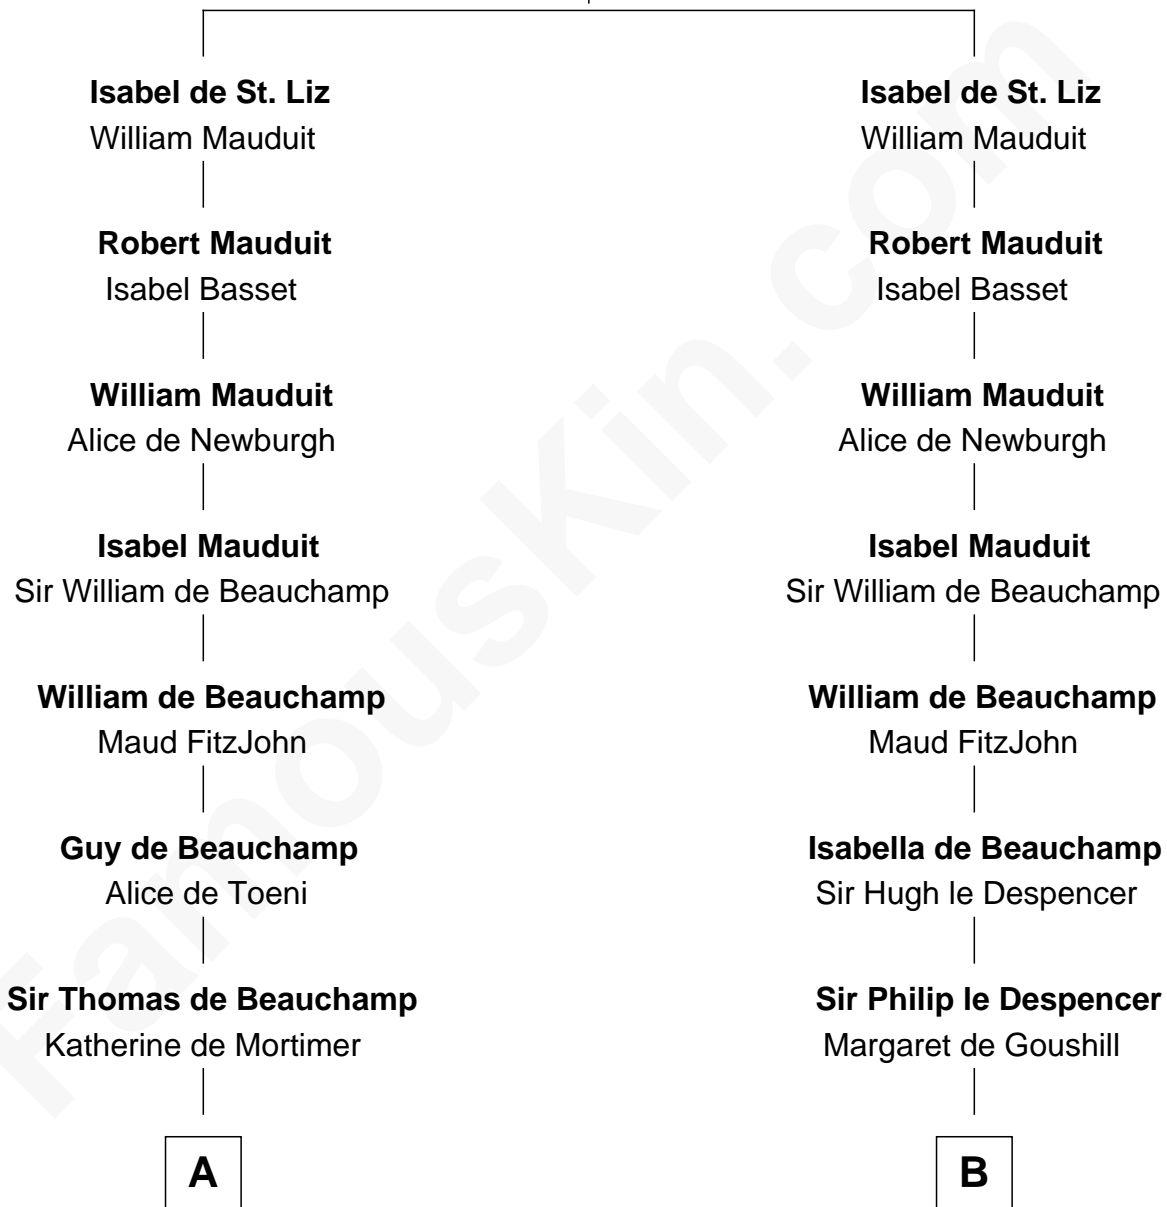 Isabel de St. Liz
William Mauduit
Robert Mauduit
Isabel Basset
William Mauduit
Alice de Newburgh
Isabel Mauduit
Sir William de Beauchamp
William de Beauchamp
Maud FitzJohn
Guy de Beauchamp
Alice de Toeni
Sir Thomas de Beauchamp
Katherine de Mortimer
A
Isabel de St. Liz
William Mauduit
Robert Mauduit
Isabel Basset
William Mauduit
Alice de Newburgh
Isabel Mauduit
Sir William de Beauchamp
William de Beauchamp
Maud FitzJohn
Isabella de Beauchamp
Sir Hugh le Despencer
Sir Philip le Despencer
Margaret de Goushill
B
FamousKin.com